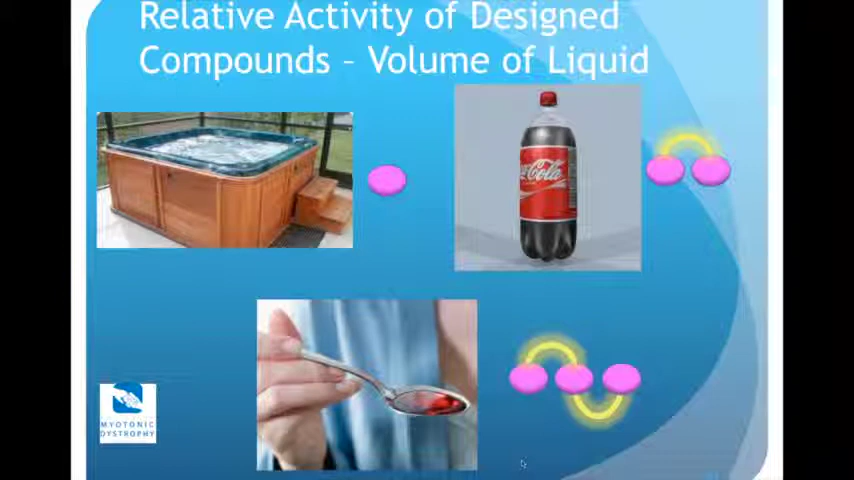 Relative Activity of Designed
Compounds – Volume of Liquid
Coca-Cola
MYOTONIC
DYSTROPHY